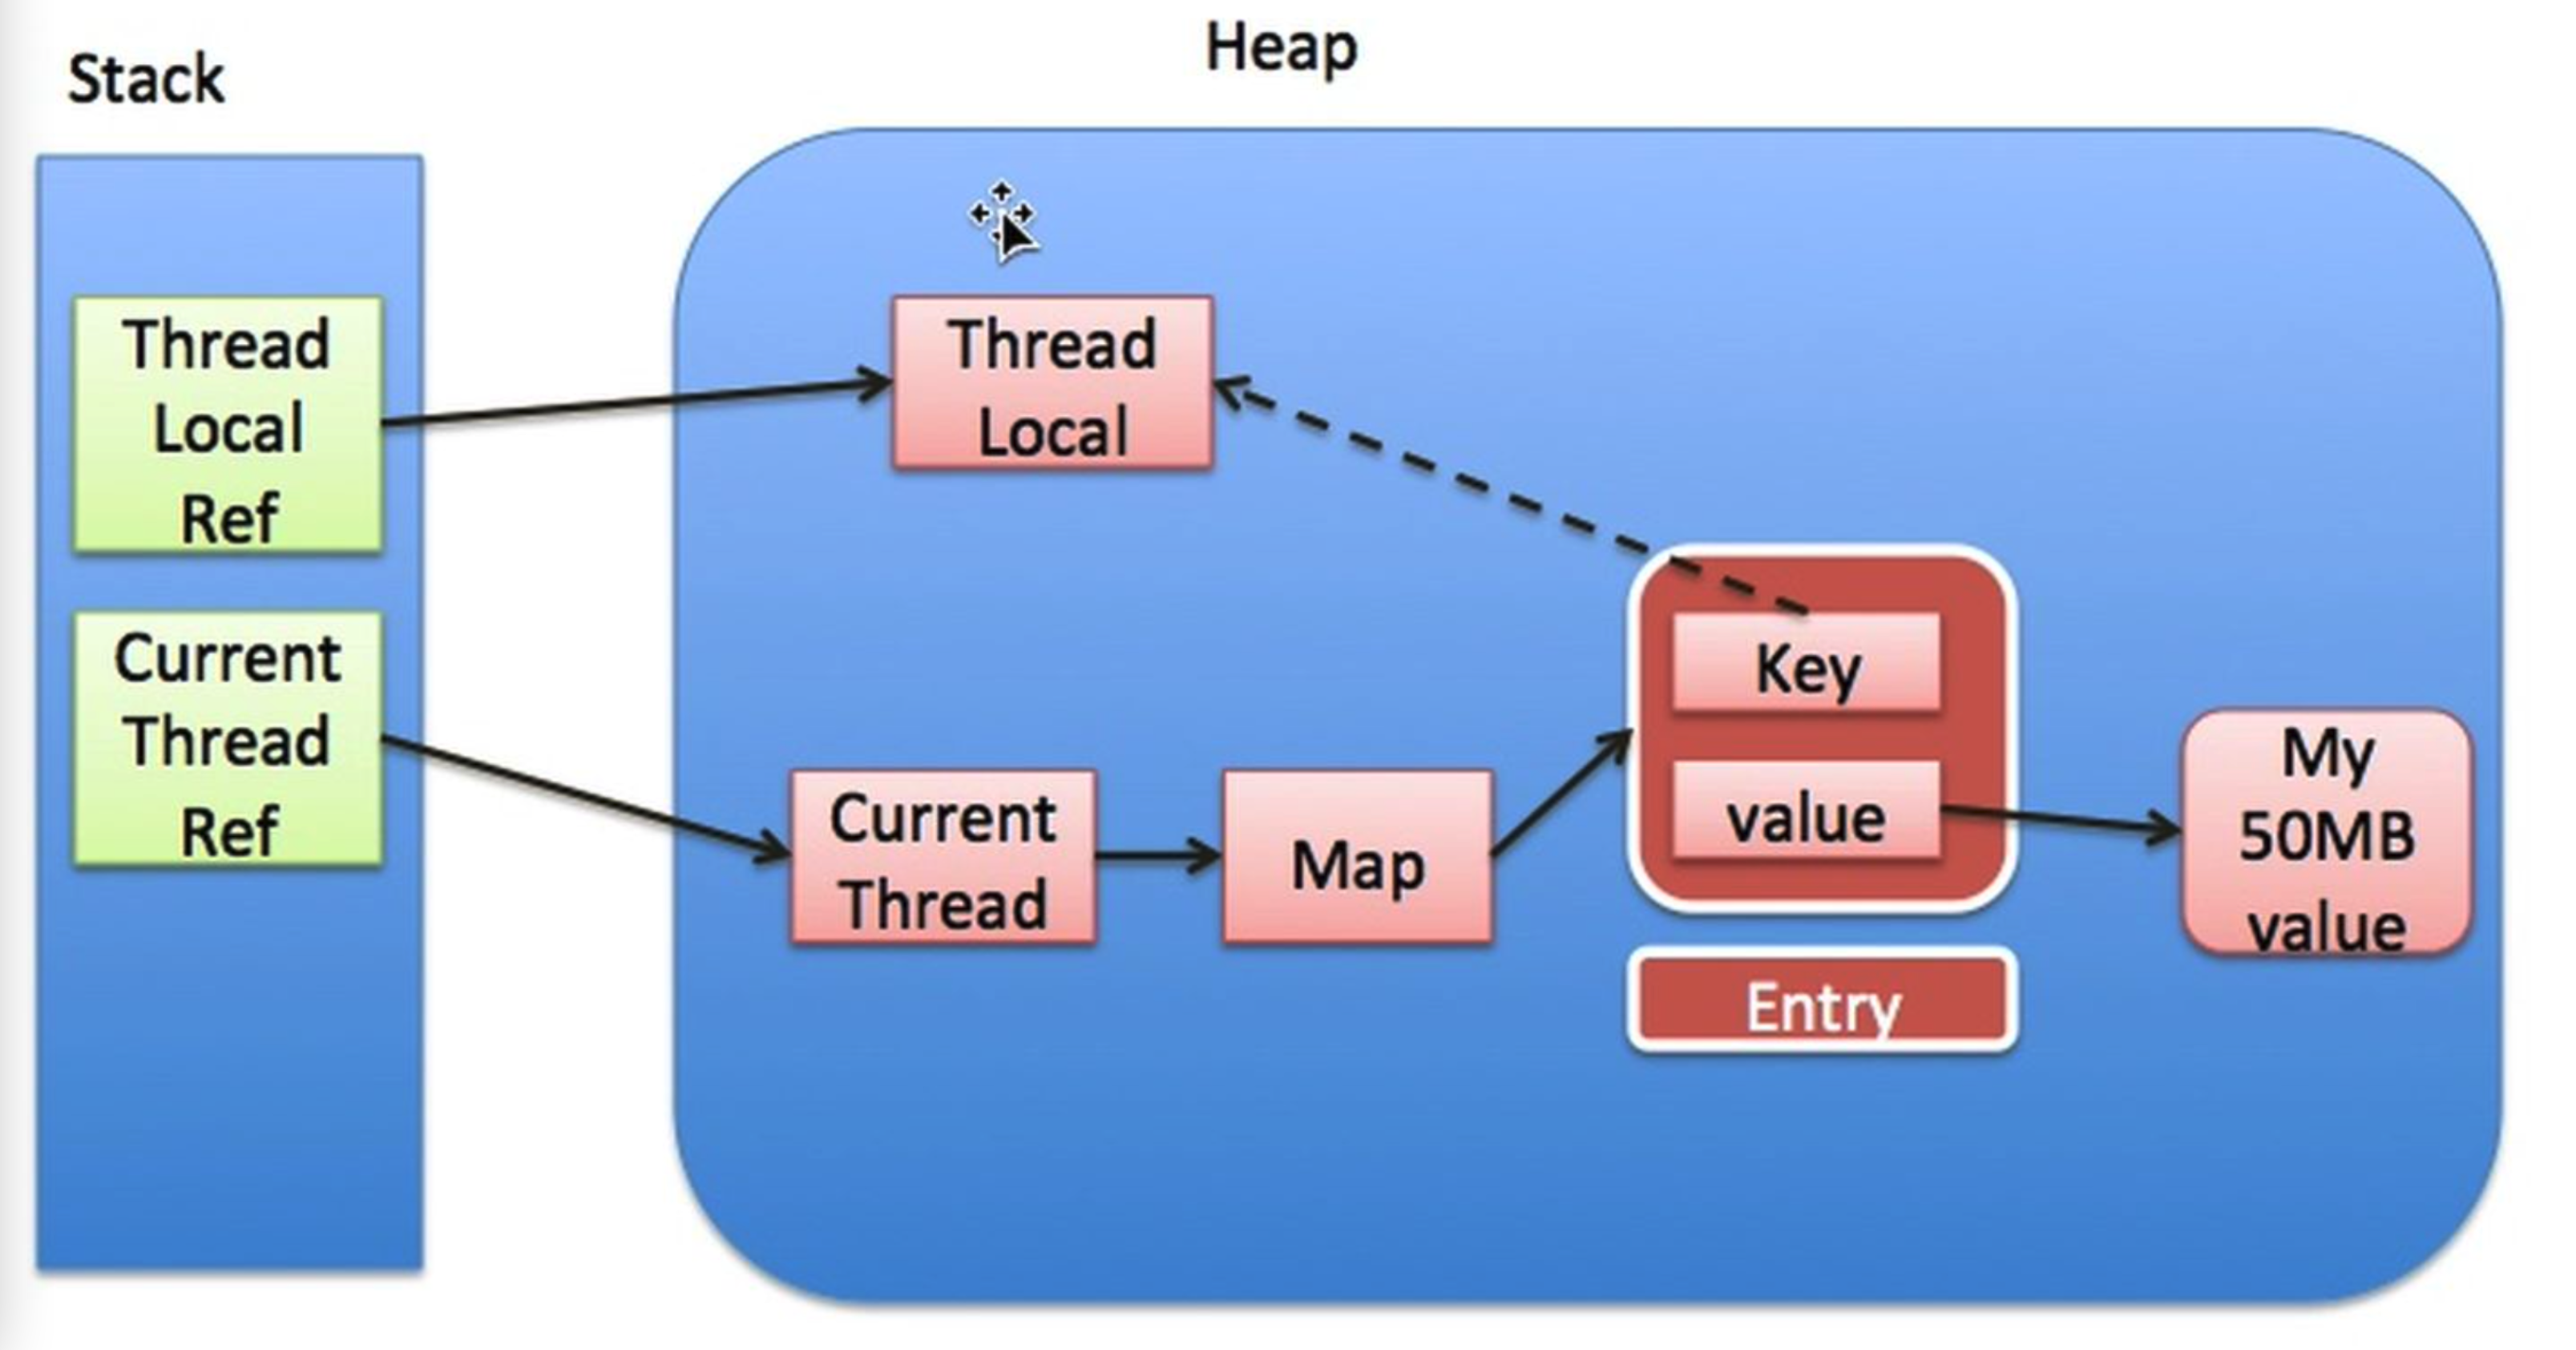 Stack
Heap
Thread
Local
Ref
Thread
Local
Current
Thread
Ref
Current
Thread
Map
Key
value
Entry
My
50MB
value